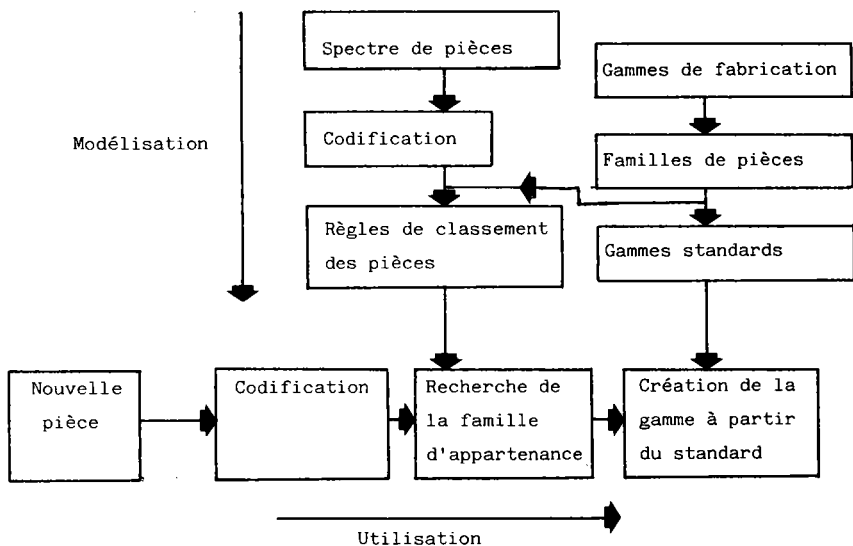 Spectre de pièces
Gammes de fabrication
Modélisation
Codification
Familles de pièces
Règles de classement
des pièces
Gammes standards
Nouvelle
pièce
Codification
Recherche de
la famille
d'appartenance
Création de la
gamme à partir
du standard
Utilisation